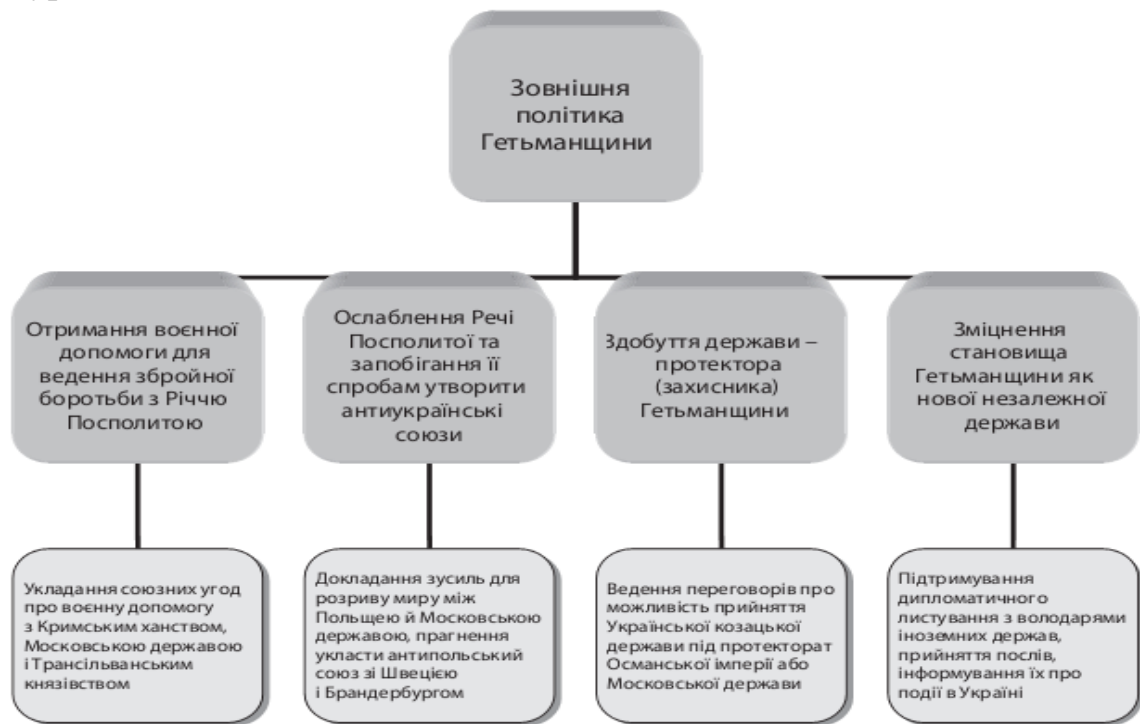 Зовнішня
політика
Гетьманщини
Отримання воєнної
допомоги для
ведення збройної
боротьби з Річчю
Посполитою
Ослаблення Речі
Посполитої та
запобігання її
спробам утворити
антиукраїнські
союзи
Здобуття держави –
протектора
(захисника)
Гетьманщини
Зміцнення
становища
Гетьманщини як
нової незалежної
держави
Укладання союзних угод
про воєнну допомогу
з Кримським ханством,
Московською державою
і Трансільванським
князівством
Докладання зусиль для
розриву миру між
Польщею й Московською
державою, прагнення
укласти антипольський
союз зі Швецією
і Брандербургом
Ведення переговорів про
можливість прийняття
Української козацької
держави під протекторат
Османської імперії або
Московської держави
Підтримування
дипломатичного
листування з володарями
іноземних держав,
прийняття послів,
інформування їх про
події в Україні